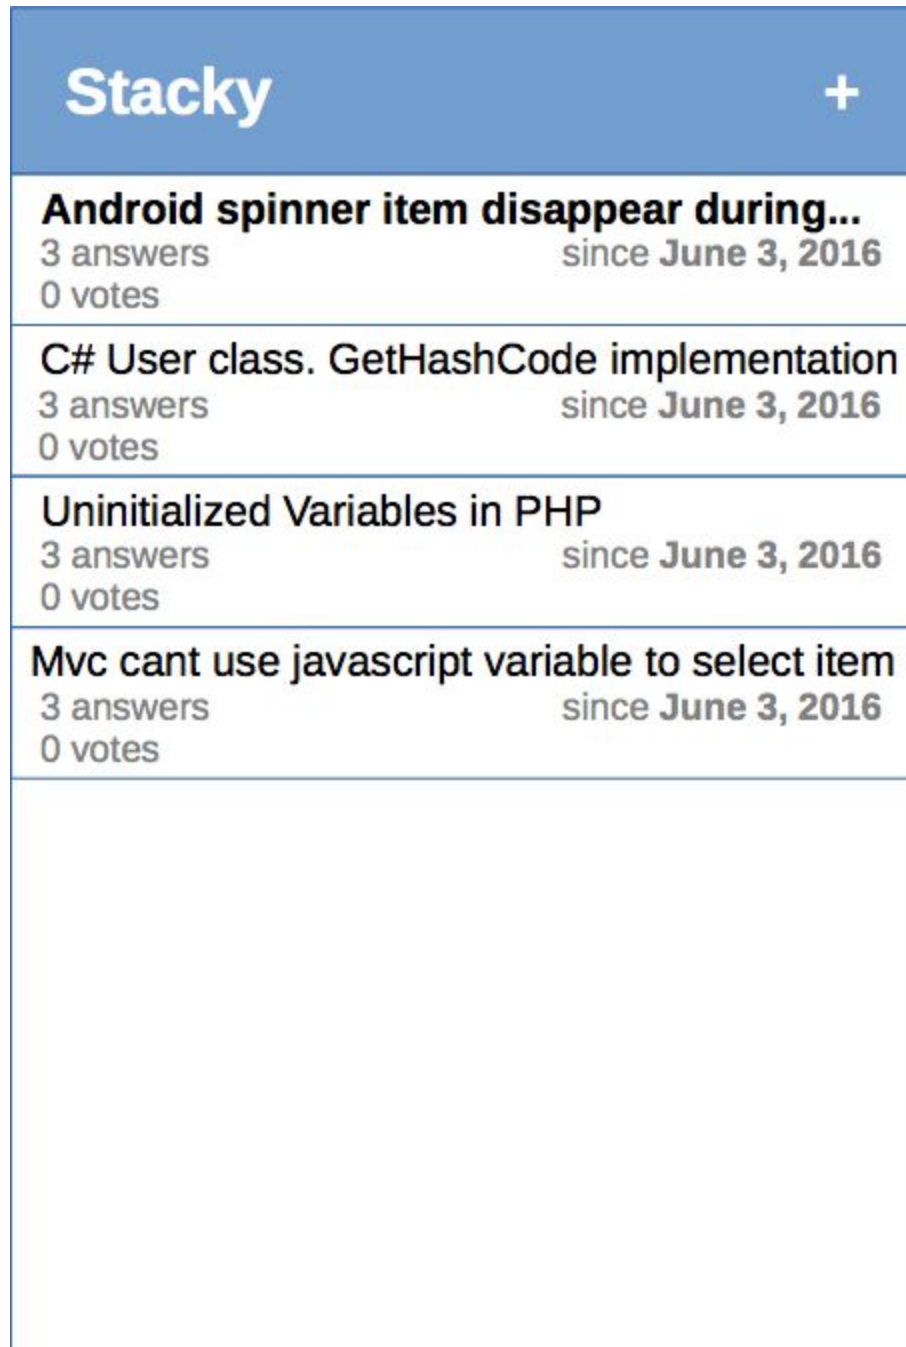 Stacky +
Android spinner item disappear during...
3 answers since June 3, 2016
0 votes
C# User class. GetHashCode implementation
3 answers since June 3, 2016
0 votes
Uninitialized Variables in PHP
3 answers since June 3, 2016
0 votes
Mvc cant use javascript variable to select item
3 answers since June 3, 2016
0 votes